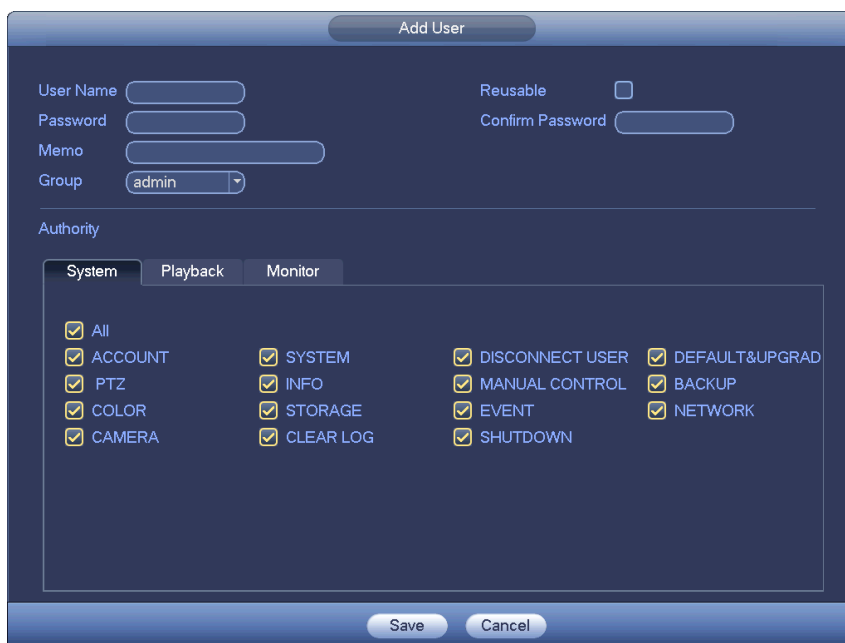 Add User
User Name
Reusable
Password
Confirm Password
Memo
Group
admin
Authority
System Playback Monitor
All
ACCOUNT SYSTEM DISCONNECT USER DEFAULT&UPGRAD
PTZ INFO MANUAL CONTROL BACKUP
COLOR STORAGE EVENT NETWORK
CAMERA CLEAR LOG SHUTDOWN
Save Cancel